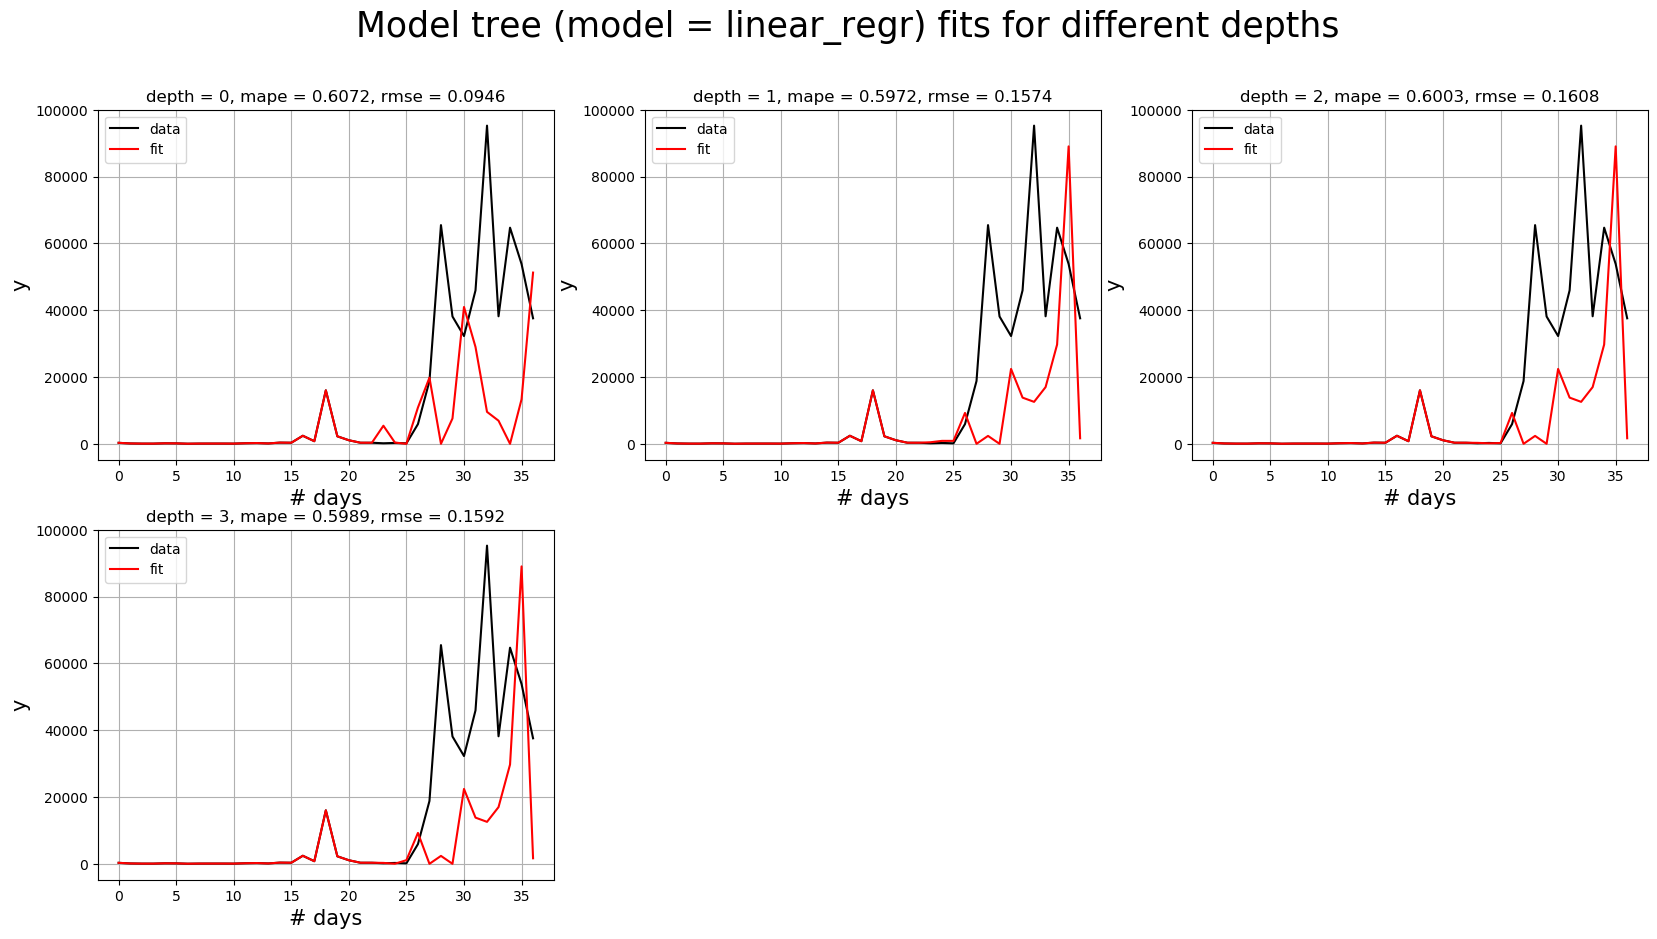 Model tree (model = linear_regr) fits for different depths
depth = 0, mape = 0.6072, rmse = 0.0946
100000
80000
60000
40000
20000
0
y
data
fit
0 5 10 15 20 25 30 35
# days
depth = 1, mape = 0.5972, rmse = 0.1574
100000
80000
60000
40000
20000
0
y
data
fit
0 5 10 15 20 25 30 35
# days
depth = 2, mape = 0.6003, rmse = 0.1608
100000
80000
60000
40000
20000
0
y
data
fit
0 5 10 15 20 25 30 35
# days
depth = 3, mape = 0.5989, rmse = 0.1592
100000
80000
60000
40000
20000
0
y
data
fit
0 5 10 15 20 25 30 35
# days